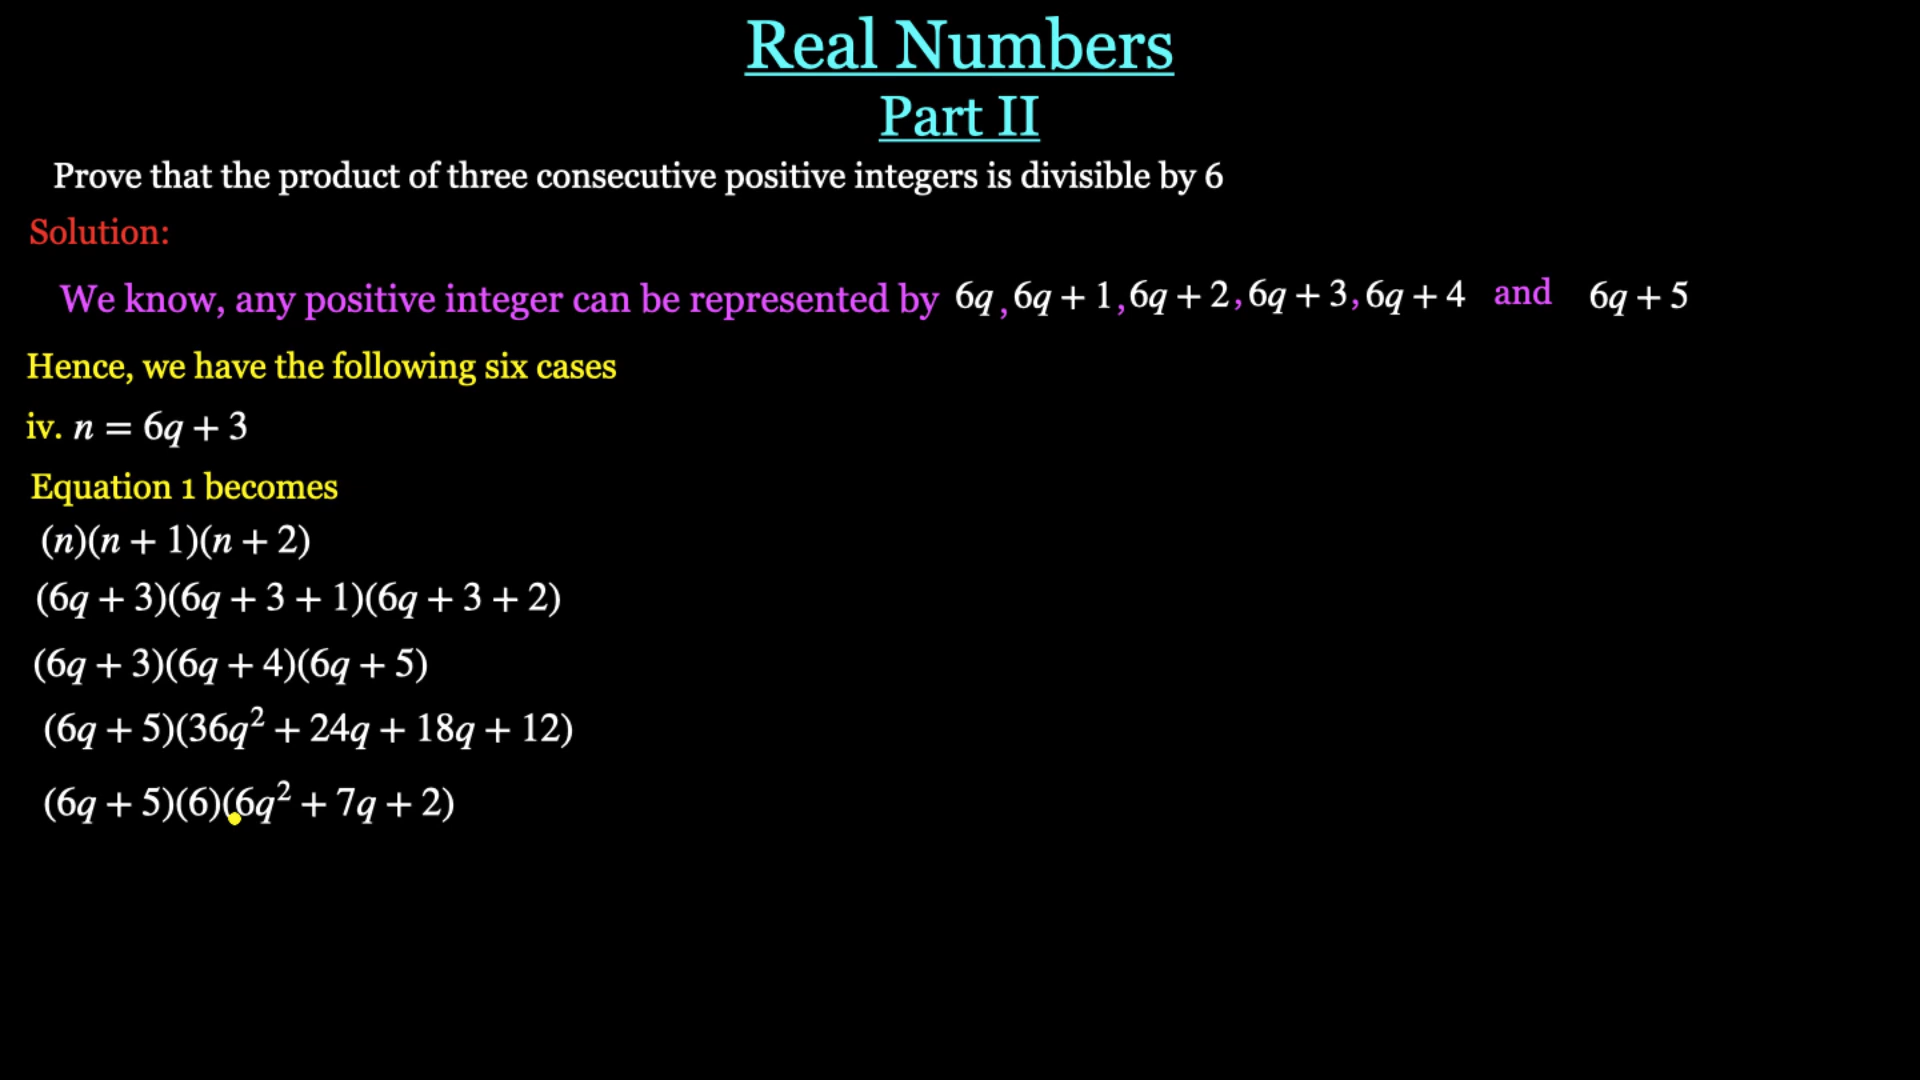 Real Numbers
Part II
Prove that the product of three consecutive positive integers is divisible by 6
Solution:
We know, any positive integer can be represented by 6q , 6q + 1 , 6q + 2 , 6q + 3 , 6q + 4 and 6q + 5
Hence, we have the following six cases
iv. n = 6q + 3
Equation 1 becomes
(n)(n + 1)(n + 2)
(6q + 3)(6q + 3 + 1)(6q + 3 + 2)
(6q + 3)(6q + 4)(6q + 5)
(6q + 5)(36q² + 24q + 18q + 12)
(6q + 5)(6)(6q² + 7q + 2)